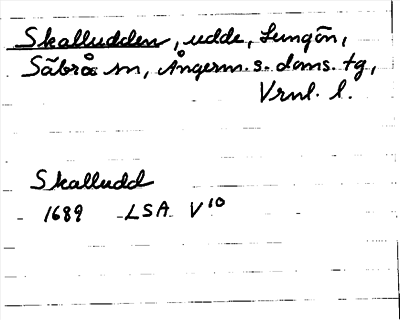 Skalludden, udde, Lungön,
Säbrå sn, Ångerm. s. doms. tg,
Vrnl. l.
Skalludd
1689 LSA V¹⁰